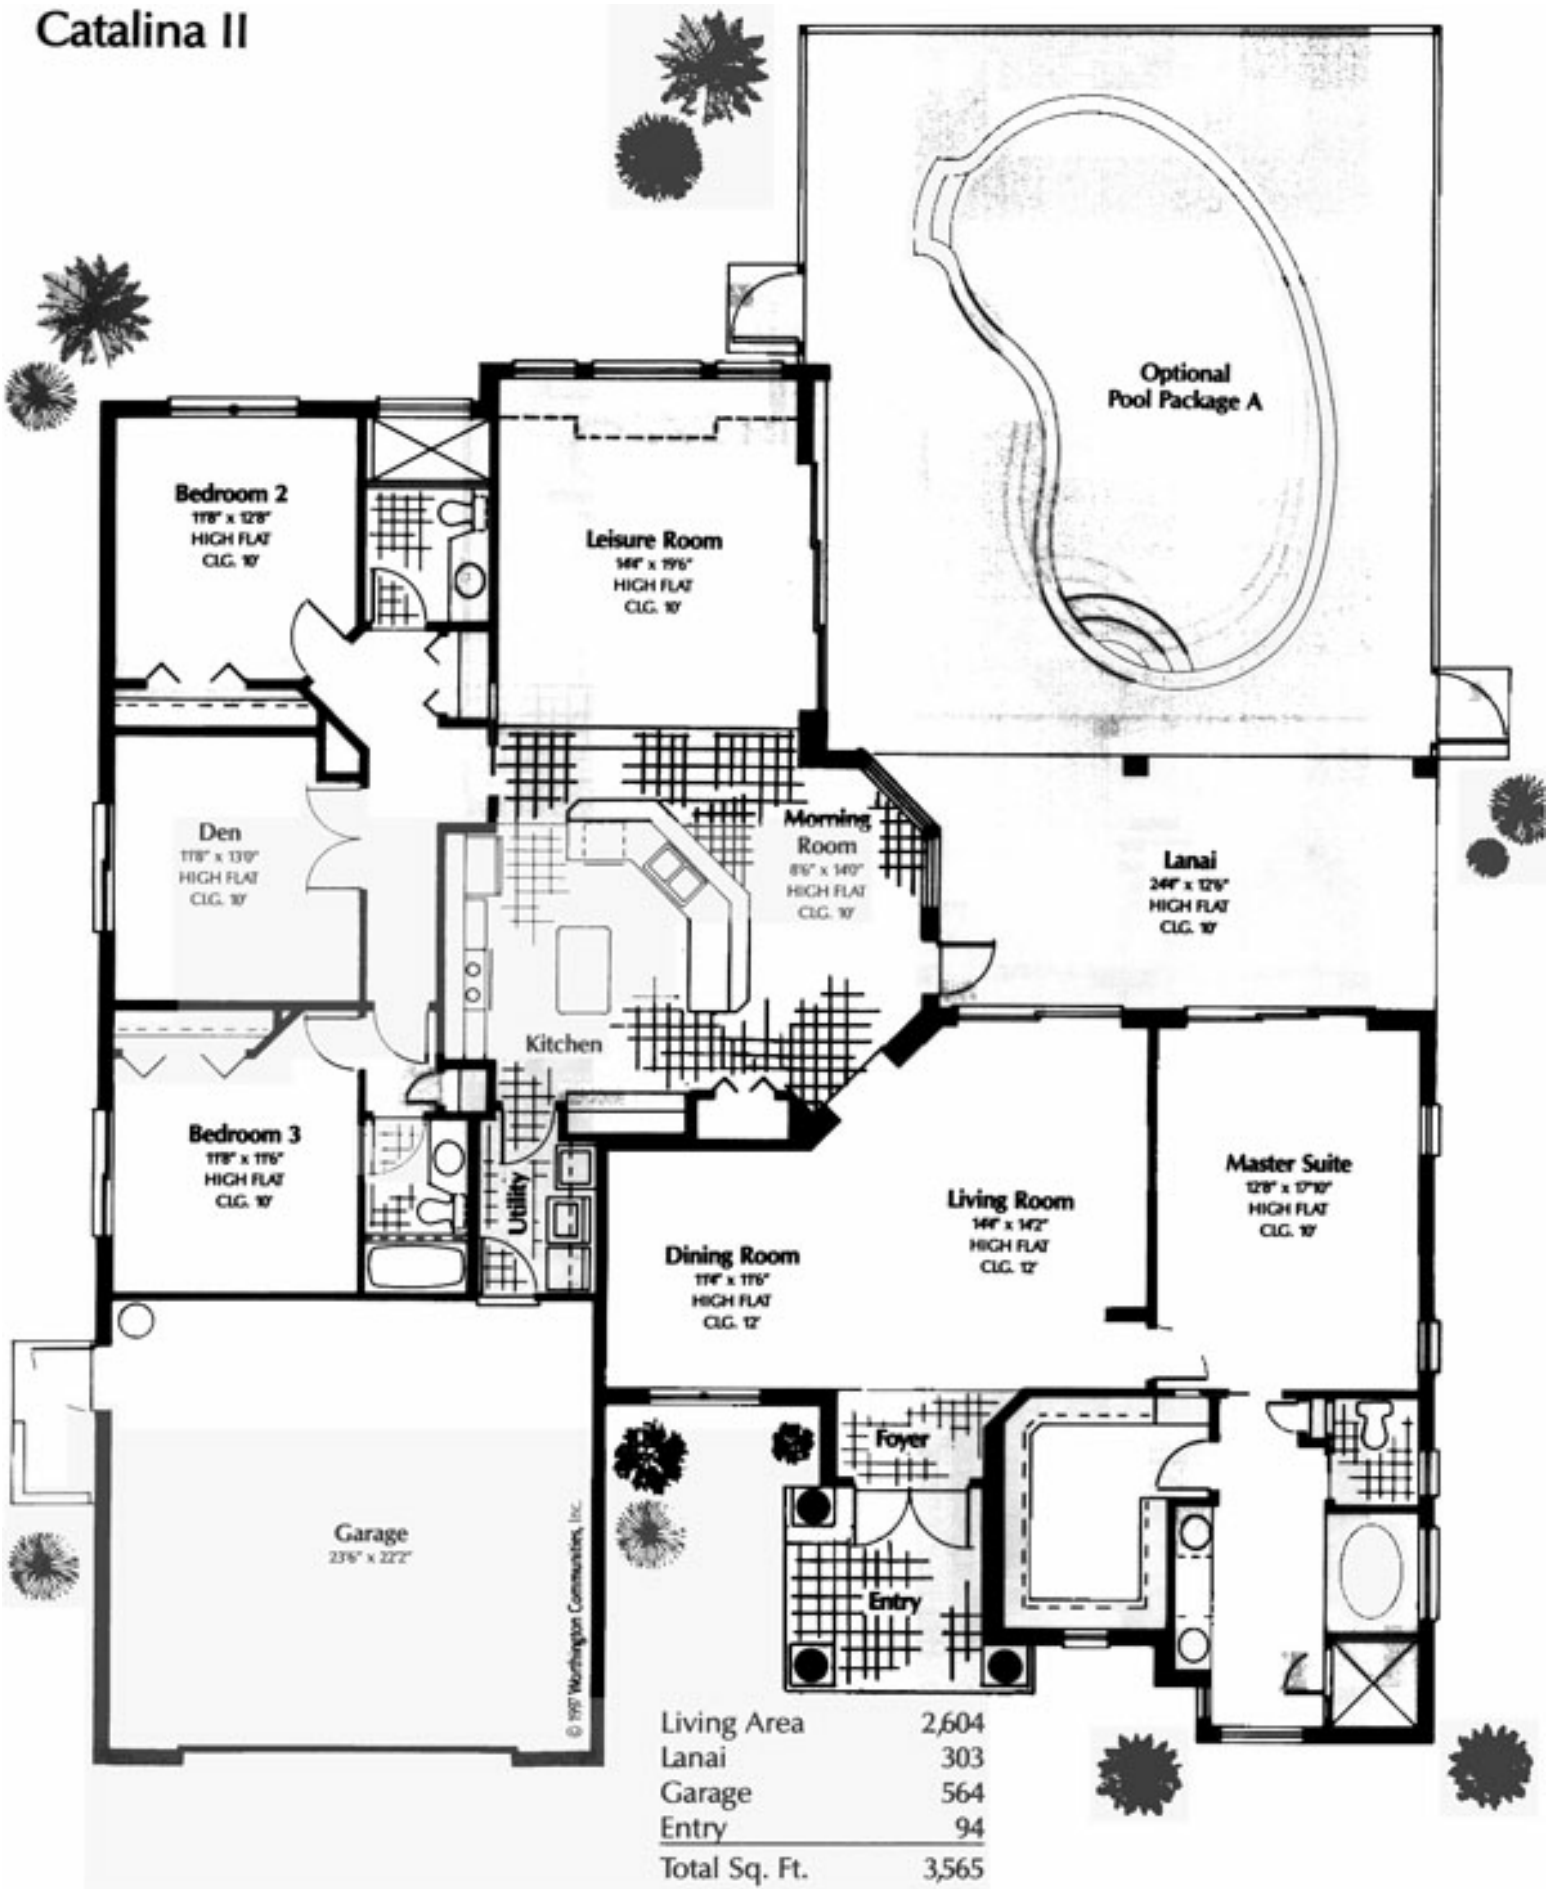 Catalina II
Optional
Pool Package A
Bedroom 2
11'8" x 12'8"
HIGH FLAT
CLG. 10'
Leisure Room
14'4" x 19'6"
HIGH FLAT
CLG. 10'
Den
11'8" x 13'0"
HIGH FLAT
CLG. 10'
Morning
Room
8'6" x 14'0"
HIGH FLAT
CLG. 10'
Lanai
24'4" x 12'6"
HIGH FLAT
CLG. 10'
Kitchen
Bedroom 3
11'8" x 11'6"
HIGH FLAT
CLG. 10'
Utility
Dining Room
11'4" x 11'6"
HIGH FLAT
CLG. 12'
Living Room
14'4" x 14'2"
HIGH FLAT
CLG. 12'
Master Suite
12'8" x 17'10"
HIGH FLAT
CLG. 10'
Foyer
Garage
23'6" x 22'2"
© 1997 Worthington Communities, Inc.
Entry
Living Area 2,604
Lanai 303
Garage 564
Entry 94
Total Sq. Ft. 3,565